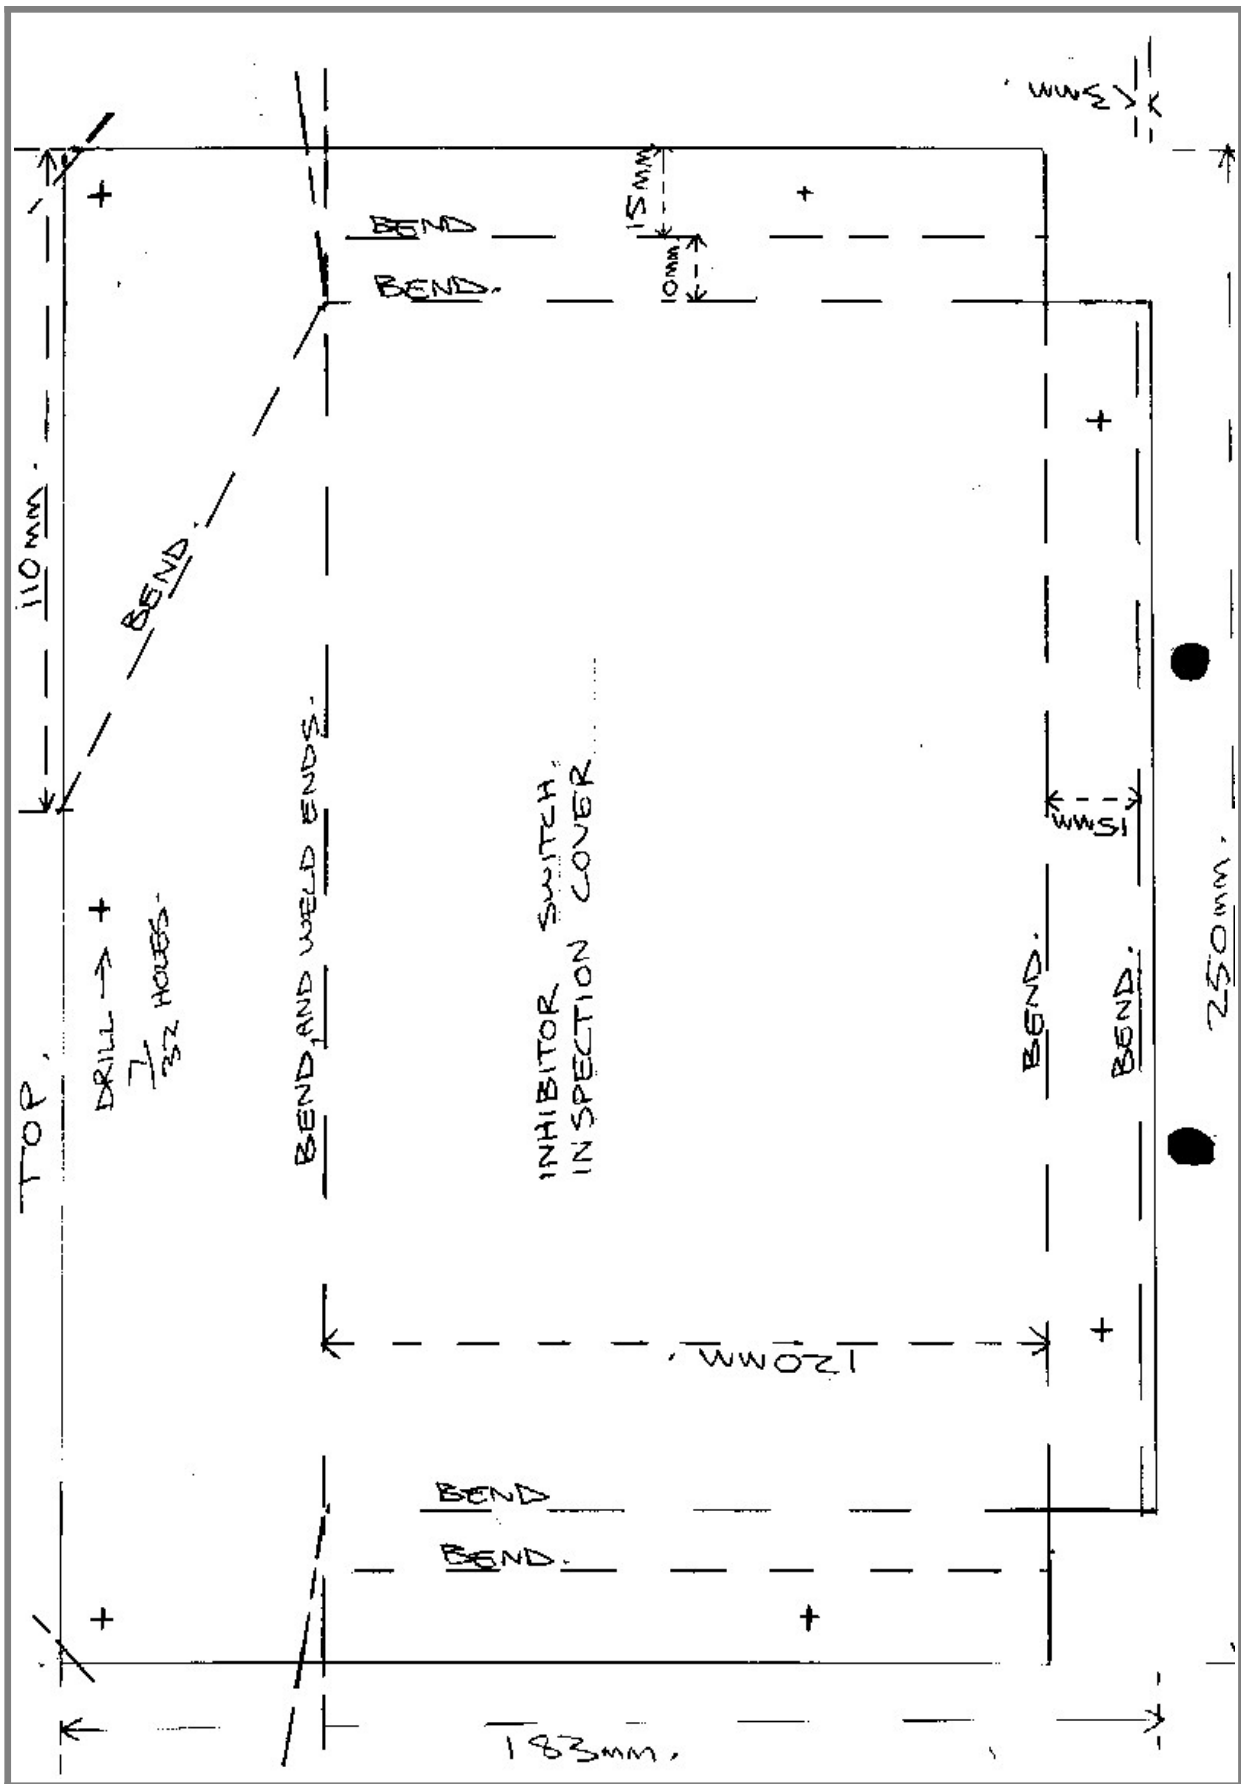 3mm.
15mm
BEND
10mm
BEND.
110mm.
BEND.
TOP.
DRILL → +
7/32 HOLES.
BEND, AND WELD ENDS.
INHIBITOR SWITCH.
INSPECTION COVER
15mm
BEND.
BEND.
250mm.
120mm.
BEND
BEND.
183mm.